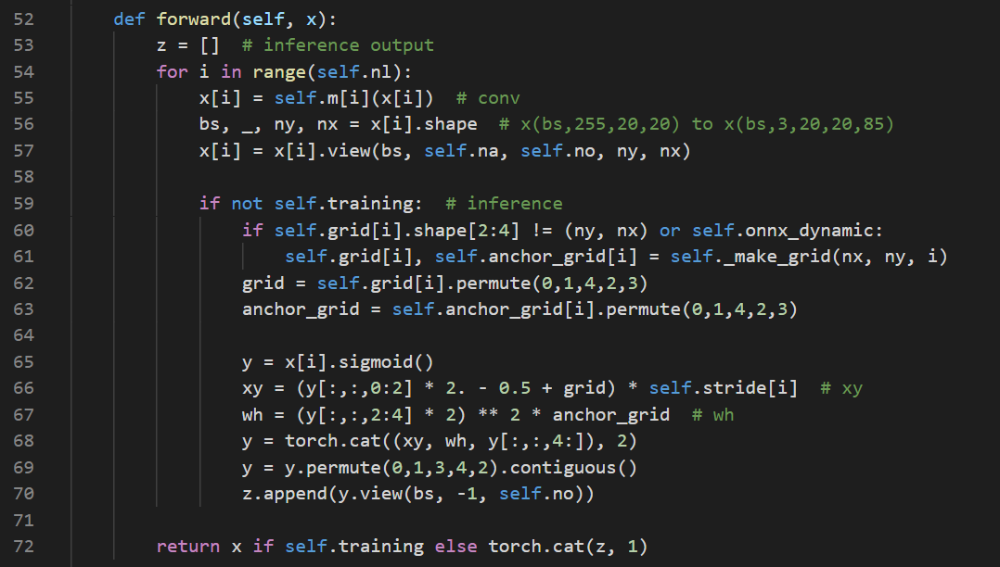 52 def forward(self, x):
53 z = [] # inference output
54 for i in range(self.nl):
55 x[i] = self.m[i](x[i]) # conv
56 bs, _, ny, nx = x[i].shape # x(bs,255,20,20) to x(bs,3,20,20,85)
57 x[i] = x[i].view(bs, self.na, self.no, ny, nx)
58
59 if not self.training: # inference
60 if self.grid[i].shape[2:4] != (ny, nx) or self.onnx_dynamic:
61 self.grid[i], self.anchor_grid[i] = self._make_grid(nx, ny, i)
62 grid = self.grid[i].permute(0,1,4,2,3)
63 anchor_grid = self.anchor_grid[i].permute(0,1,4,2,3)
64
65 y = x[i].sigmoid()
66 xy = (y[:,:,0:2] * 2. - 0.5 + grid) * self.stride[i] # xy
67 wh = (y[:,:,2:4] * 2) ** 2 * anchor_grid # wh
68 y = torch.cat((xy, wh, y[:,:,4:]), 2)
69 y = y.permute(0,1,3,4,2).contiguous()
70 z.append(y.view(bs, -1, self.no))
71
72 return x if self.training else torch.cat(z, 1)